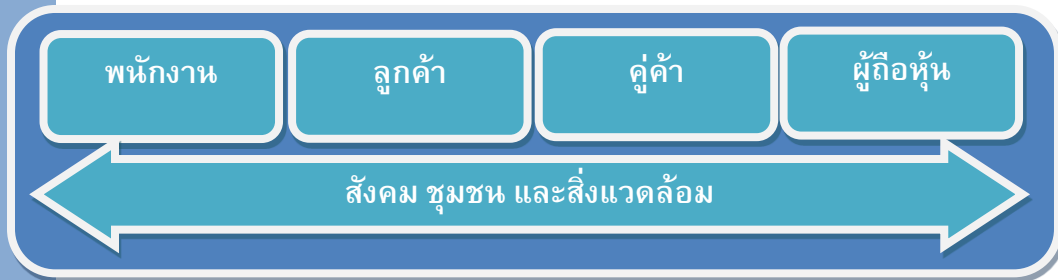 พนักงาน
ลูกค้า
คู่ค้า
ผู้ถือหุ้น
สังคม ชุมชน และสิ่งแวดล้อม